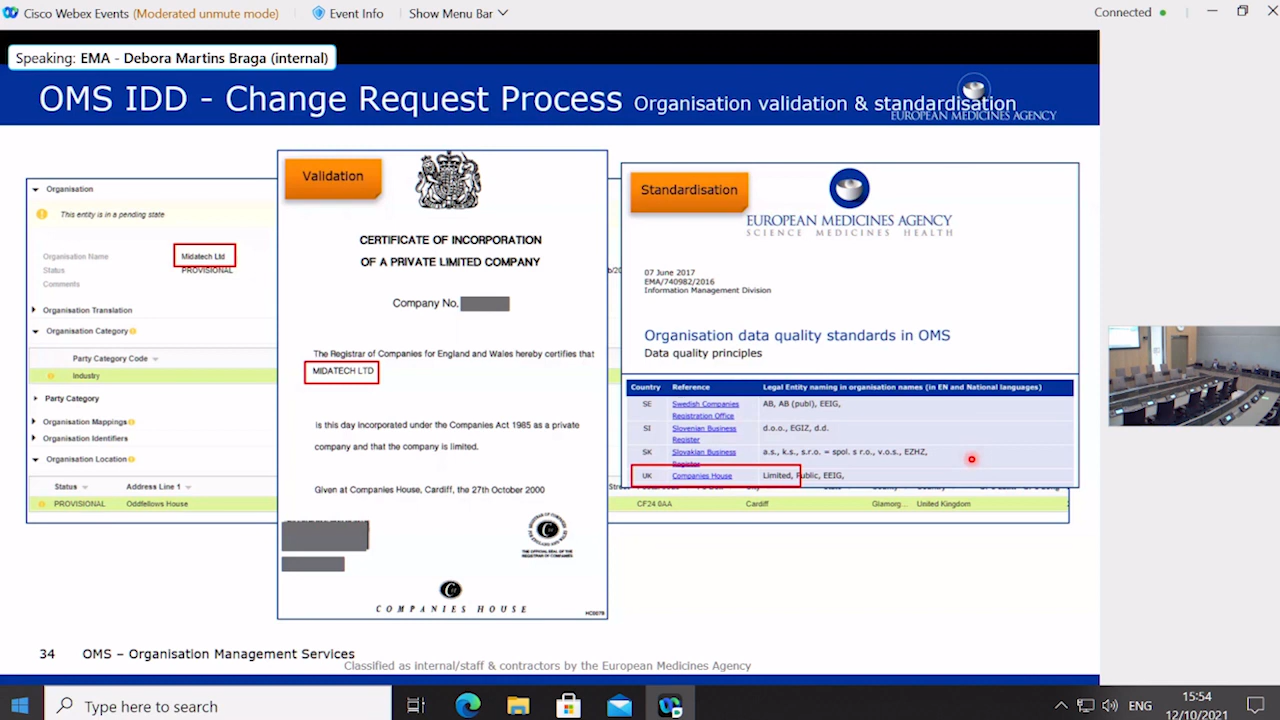 Cisco Webex Events (Moderated unmute mode)
Event Info
Show Menu Bar
Connected
Speaking: EMA - Debora Martins Braga (internal)
OMS IDD - Change Request Process Organisation validation & standardisation
EUROPEAN MEDICINES AGENCY
Organisation
This entity is in a pending state
Organisation Name
Midatech Ltd
Status
PROVISIONAL
Comments
Organisation Translation
Organisation Category
Party Category Code
Industry
Party Category
Organisation Mappings
Organisation Identifiers
Organisation Location
Status
Address Line 1
PROVISIONAL
Oddfellows House
CF24 0AA
Cardiff
Glamorg...
United Kingdom
Validation
CERTIFICATE OF INCORPORATION
OF A PRIVATE LIMITED COMPANY
Company No.
The Registrar of Companies for England and Wales hereby certifies that
MIDATECH LTD
is this day incorporated under the Companies Act 1985 as a private
company and that the company is limited.
Given at Companies House, Cardiff, the 27th October 2000
THE OFFICIAL SEAL OF THE
REGISTRAR OF COMPANIES
COMPANIES HOUSE
Standardisation
EUROPEAN MEDICINES AGENCY
SCIENCE MEDICINES HEALTH
07 June 2017
EMA/740982/2016
Information Management Division
Organisation data quality standards in OMS
Data quality principles
Country Reference Legal Entity naming in organisation names (in EN and National languages)
SE Swedish Companies AB, AB (publ), EEIG,
Registration Office
SI Slovenian Business d.o.o., EGIZ, d.d.
Register
SK Slovakian Business a.s., k.s., s.r.o. = spol. s r.o., v.o.s., EZHZ,
Register
UK Companies House Limited, Public, EEIG,
34 OMS – Organisation Management Services
Classified as internal/staff & contractors by the European Medicines Agency
Type here to search
ENG
15:54
12/10/2021